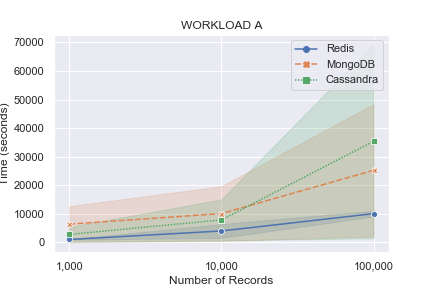 WORKLOAD A
Redis
MongoDB
Cassandra
70000
60000
50000
40000
30000
20000
10000
0
Time (seconds)
1,000 10,000 100,000
Number of Records